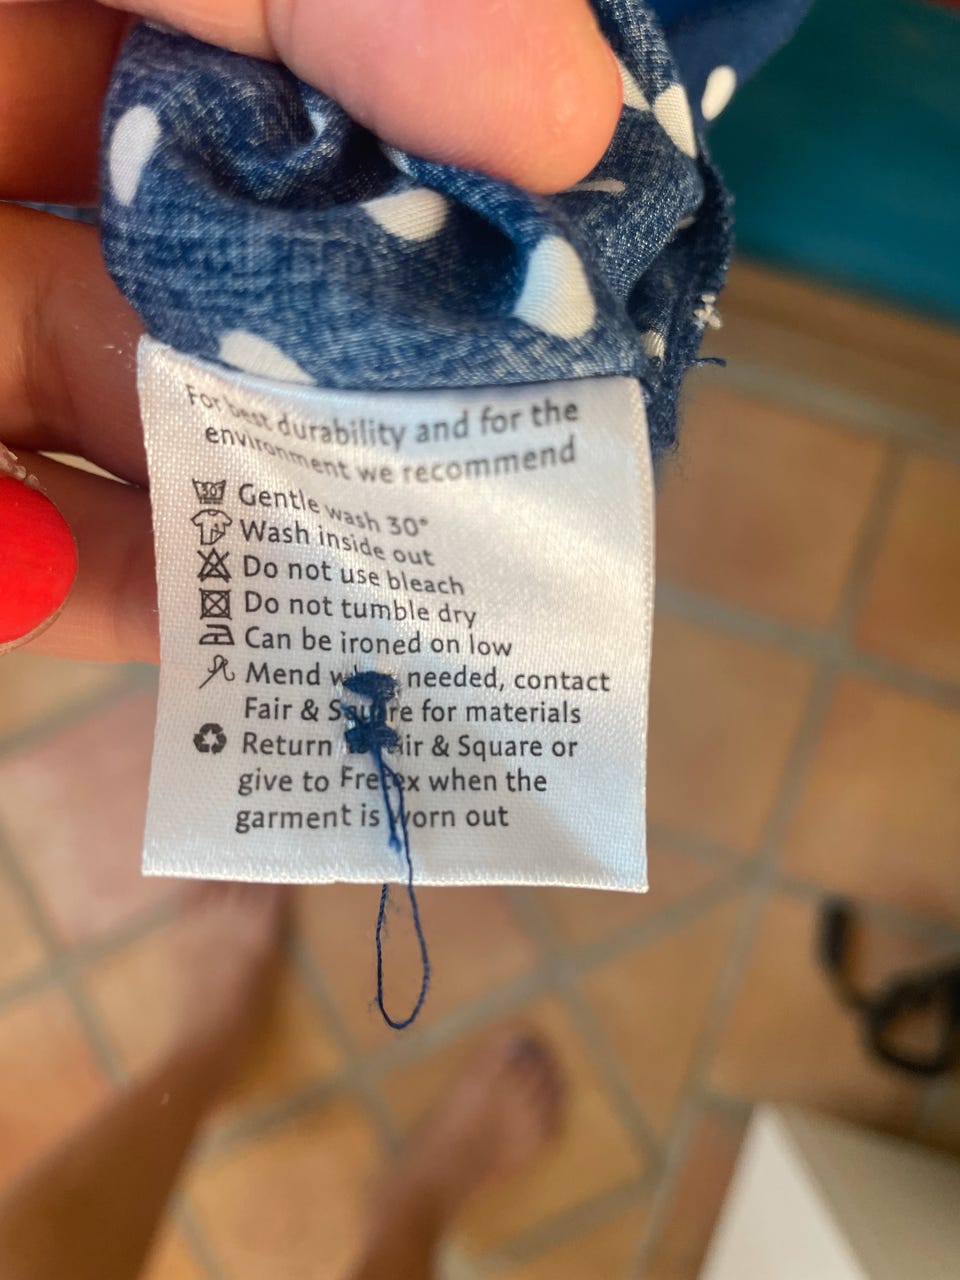 For best durability and for the
environment we recommend
30 Gentle wash 30°
Wash inside out
Do not use bleach
Do not tumble dry
Can be ironed on low
Mend needed, contact
Fair & Square for materials
Return & Square or
give to Fretex when the
garment is worn out